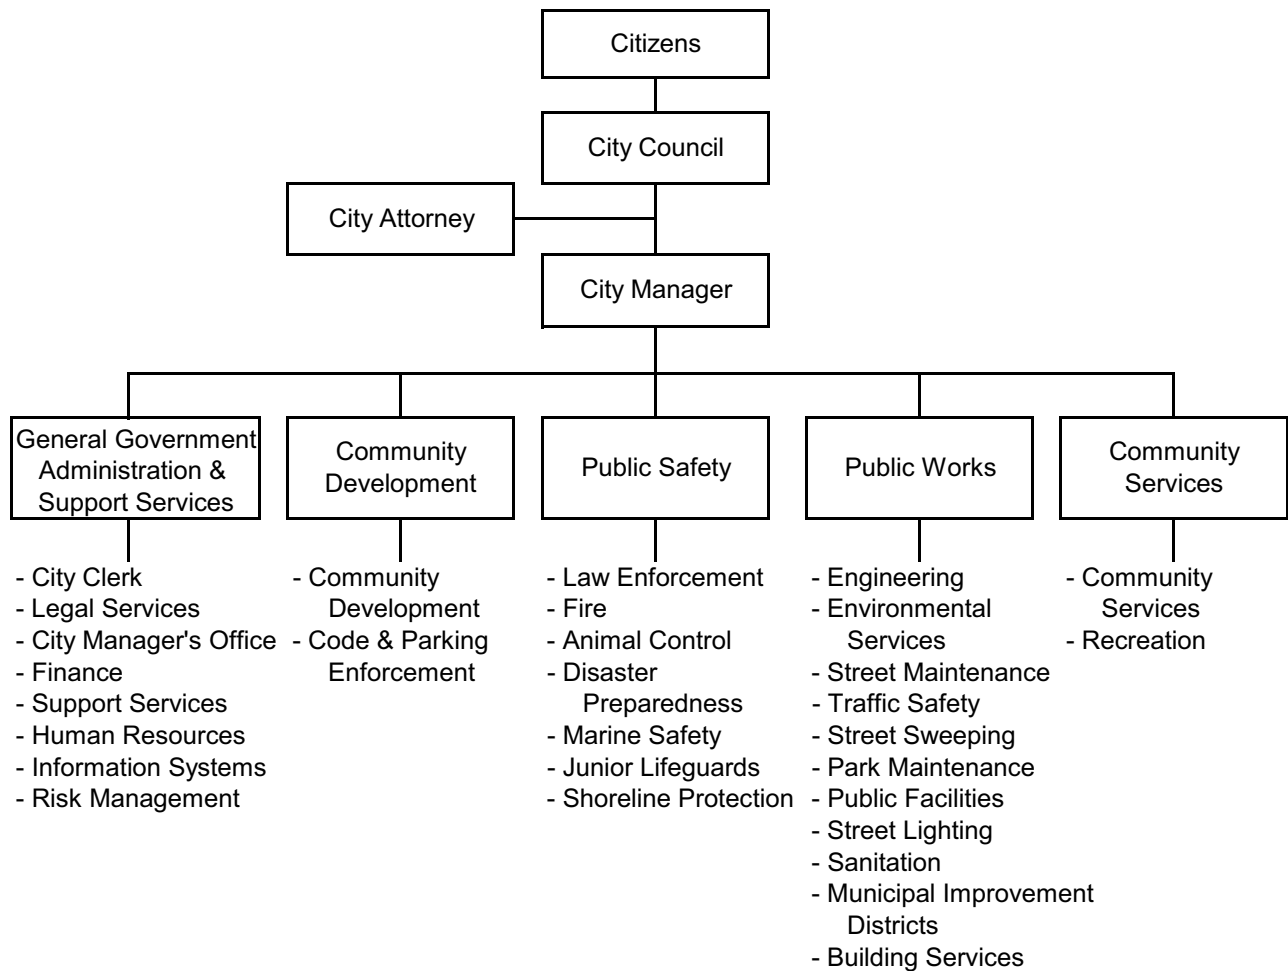 Citizens
City Council
City Attorney
City Manager
General Government
Administration &
Support Services
Community
Development
Public Safety
Public Works
Community
Services
- City Clerk
- Legal Services
- City Manager's Office
- Finance
- Support Services
- Human Resources
- Information Systems
- Risk Management
- Community
Development
- Code & Parking
Enforcement
- Law Enforcement
- Fire
- Animal Control
- Disaster
Preparedness
- Marine Safety
- Junior Lifeguards
- Shoreline Protection
- Engineering
- Environmental
Services
- Street Maintenance
- Traffic Safety
- Street Sweeping
- Park Maintenance
- Public Facilities
- Street Lighting
- Sanitation
- Municipal Improvement
Districts
- Building Services
- Community
Services
- Recreation